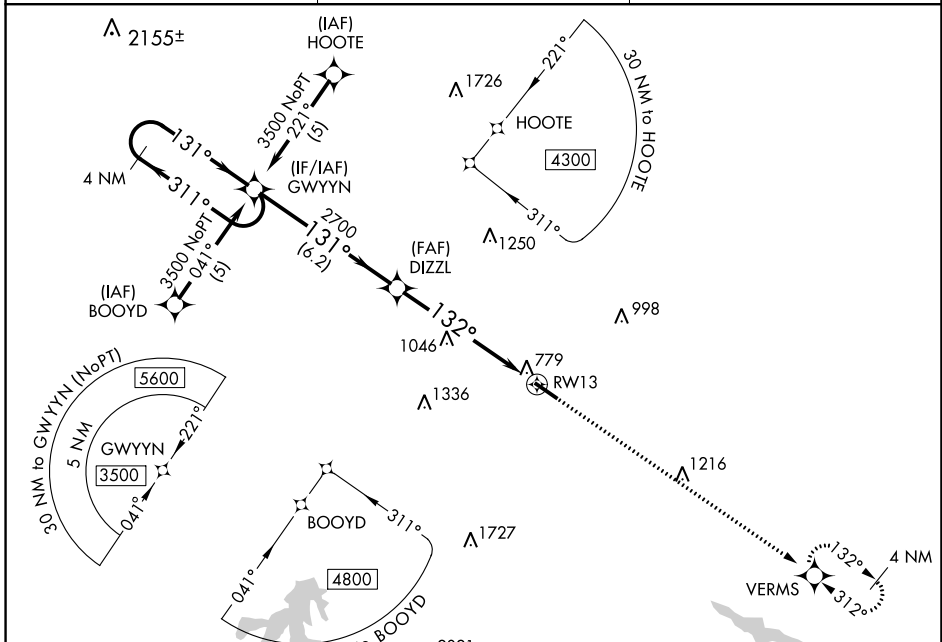 2155±
(IAF)
HOOTE
3500 NoPT
221°
(5)
131°
4 NM
311°
(IF/IAF)
GWYYN
3500 NoPT
041°
(5)
(IAF)
BOOYD
2700
131°
(6.2)
(FAF)
DIZZL
132°
1726
221°
HOOTE
4300
30 NM to HOOTE
311°
1250
998
1046
779
RW13
1336
30 NM to GWYYN (NoPT)
5600
5 NM
221°
GWYYN
3500
041°
1216
BOOYD
311°
041°
4800
BOOYD
1727
132°
4 NM
VERMS
312°